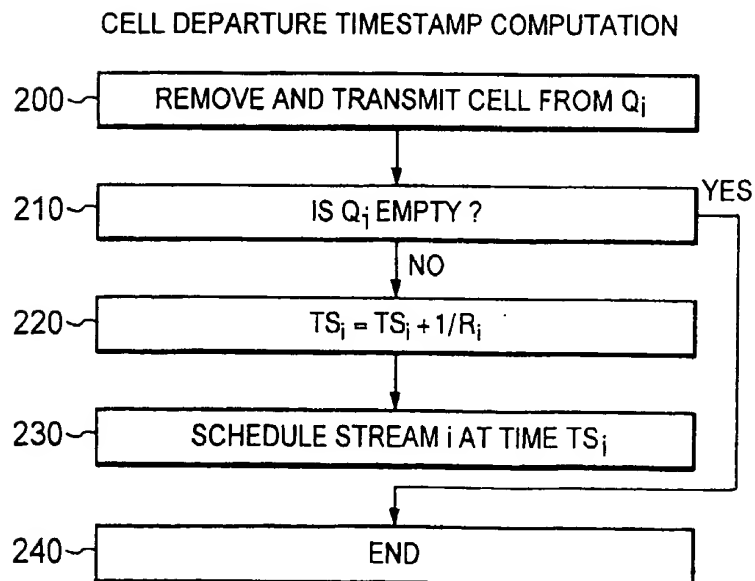 CELL DEPARTURE TIMESTAMP COMPUTATION
200 REMOVE AND TRANSMIT CELL FROM Qi
210 IS Qi EMPTY ?
YES
NO
220 TSi = TSi + 1/Ri
230 SCHEDULE STREAM i AT TIME TSi
240 END